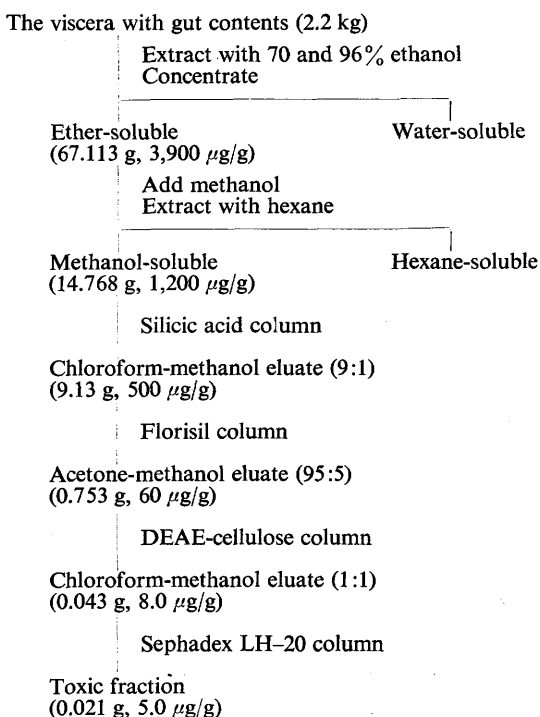 The viscera with gut contents (2.2 kg)
Extract with 70 and 96% ethanol
Concentrate
Ether-soluble Water-soluble
(67.113 g, 3,900 μg/g)
Add methanol
Extract with hexane
Methanol-soluble Hexane-soluble
(14.768 g, 1,200 μg/g)
Silicic acid column
Chloroform-methanol eluate (9:1)
(9.13 g, 500 μg/g)
Florisil column
Acetone-methanol eluate (95:5)
(0.753 g, 60 μg/g)
DEAE-cellulose column
Chloroform-methanol eluate (1:1)
(0.043 g, 8.0 μg/g)
Sephadex LH–20 column
Toxic fraction
(0.021 g, 5.0 μg/g)